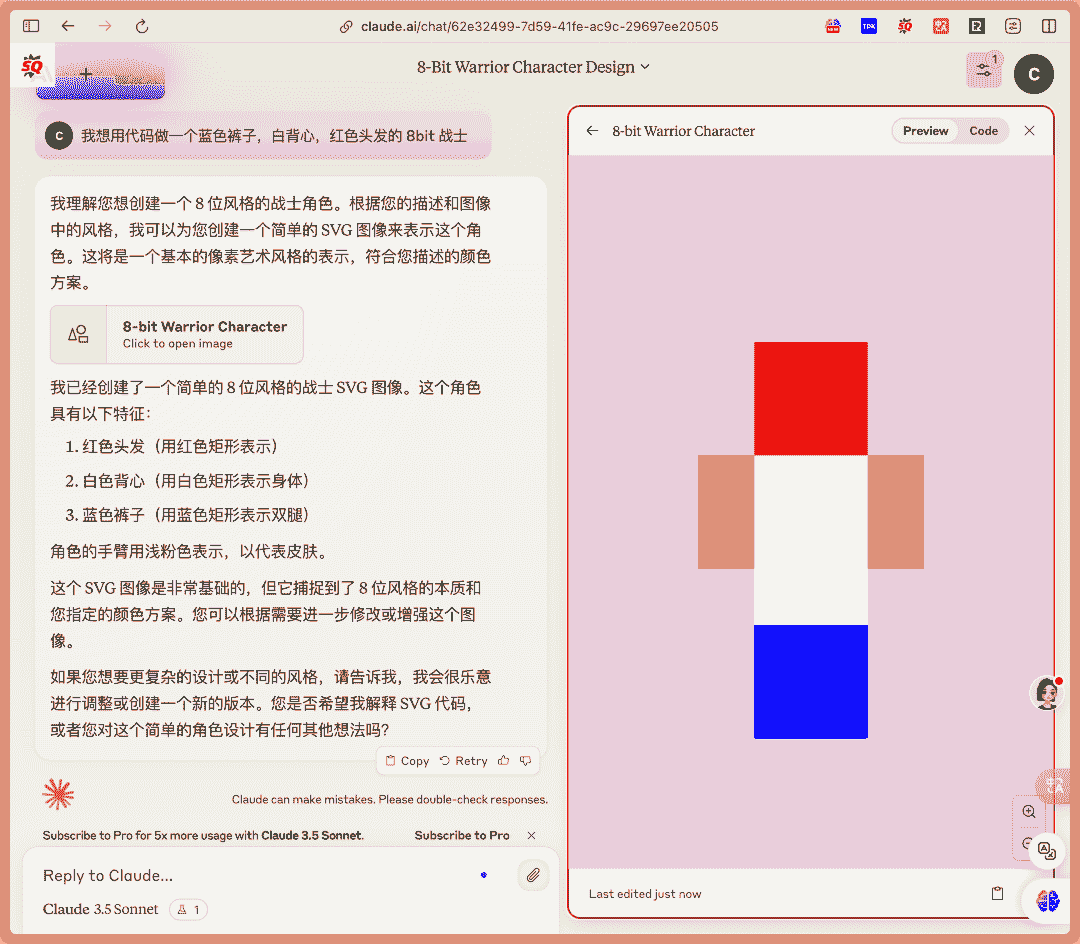 claude.ai/chat/62e32499-7d59-41fe-ac9c-29697ee20505
TDX
SQ
SQ
8-Bit Warrior Character Design
1
C
C
我想用代码做一个蓝色裤子，白背心，红色头发的 8bit 战士
我理解您想创建一个 8 位风格的战士角色。根据您的描述和图像
中的风格，我可以为您创建一个简单的 SVG 图像来表示这个角
色。这将是一个基本的像素艺术风格的表示，符合您描述的颜色
方案。
8-bit Warrior Character
Click to open image
我已经创建了一个简单的 8 位风格的战士 SVG 图像。这个角色
具有以下特征：
1. 红色头发（用红色矩形表示）
2. 白色背心（用白色矩形表示身体）
3. 蓝色裤子（用蓝色矩形表示双腿）
角色的手臂用浅粉色表示，以代表皮肤。
这个 SVG 图像是非常基础的，但它捕捉到了 8 位风格的本质和
您指定的颜色方案。您可以根据需要进一步修改或增强这个图
像。
如果您想要更复杂的设计或不同的风格，请告诉我，我会很乐意
进行调整或创建一个新的版本。您是否希望我解释 SVG 代码，
或者您对这个简单的角色设计有任何其他想法吗？
Copy Retry
Claude can make mistakes. Please double-check responses.
Subscribe to Pro for 5x more usage with Claude 3.5 Sonnet. Subscribe to Pro
Reply to Claude...
Claude 3.5 Sonnet 1
8-bit Warrior Character
Preview Code
Last edited just now